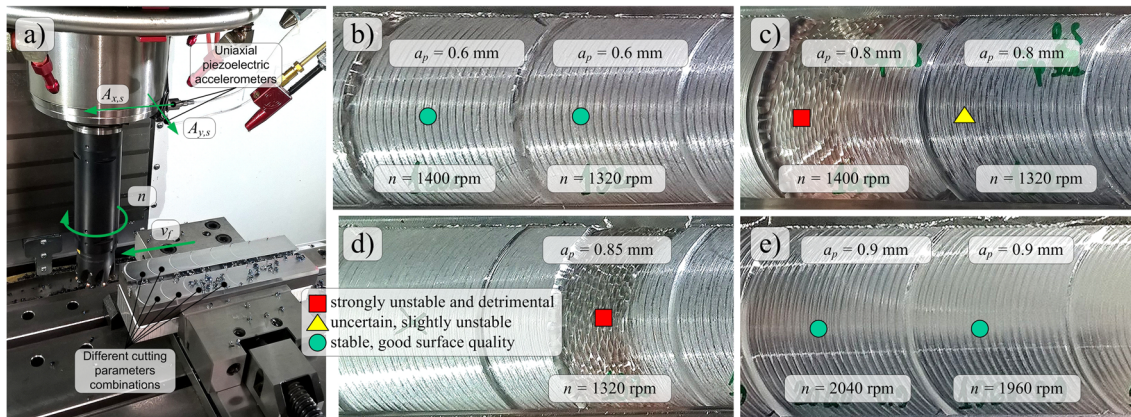 a)
Uniaxial
piezoelectric
accelerometers
A_{x,s}
A_{y,s}
n
v_f
Different cutting
parameters
combinations
b)
a_p = 0.6 mm
a_p = 0.6 mm
n = 1400 rpm
n = 1320 rpm
c)
a_p = 0.8 mm
a_p = 0.8 mm
n = 1400 rpm
n = 1320 rpm
d)
a_p = 0.85 mm
strongly unstable and detrimental
uncertain, slightly unstable
stable, good surface quality
n = 1320 rpm
e)
a_p = 0.9 mm
a_p = 0.9 mm
n = 2040 rpm
n = 1960 rpm